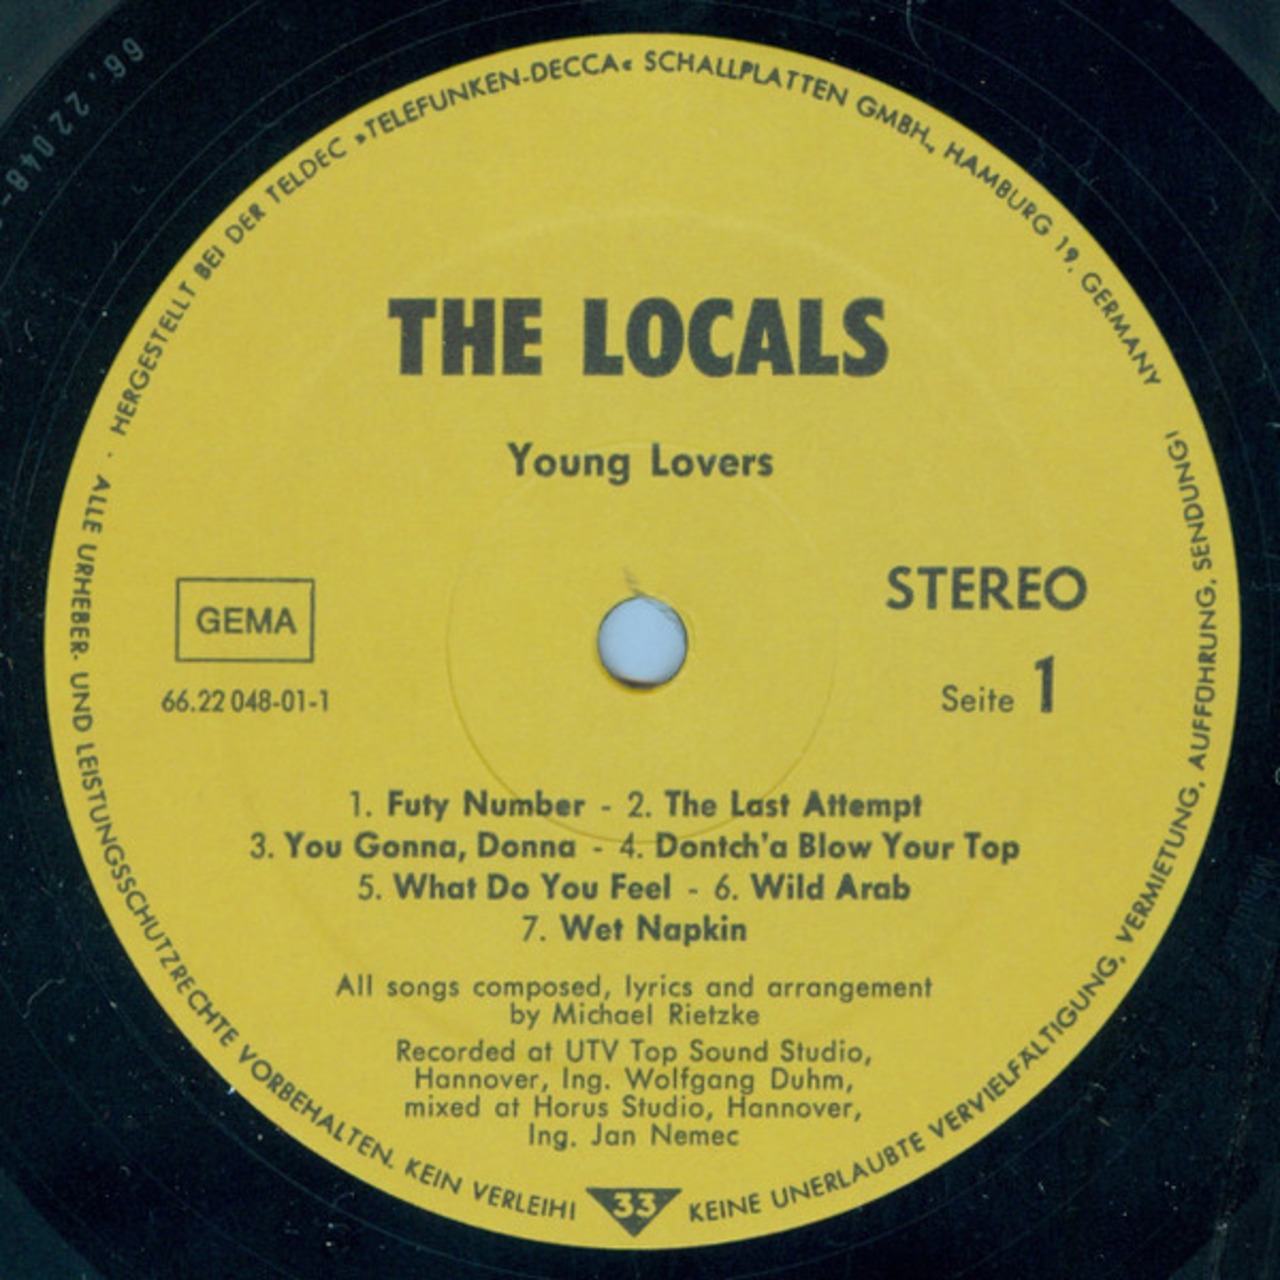 HERGESTELLT BEI DER TELDEC »TELEFUNKEN-DECCA« SCHALLPLATTEN GMBH., HAMBURG 19. GERMANY
THE LOCALS
Young Lovers
GEMA
66.22 048-01-1
STEREO
Seite 1
1. Futy Number - 2. The Last Attempt
3. You Gonna, Donna - 4. Dontch'a Blow Your Top
5. What Do You Feel - 6. Wild Arab
7. Wet Napkin
All songs composed, lyrics and arrangement
by Michael Rietzke
Recorded at UTV Top Sound Studio,
Hannover, Ing. Wolfgang Duhm,
mixed at Horus Studio, Hannover,
Ing. Jan Nemec
33
· ALLE URHEBER- UND LEISTUNGSSCHUTZRECHTE VORBEHALTEN. KEIN VERLEIH!
KEINE UNERLAUBTE VERVIELFÄLTIGUNG, VERMIETUNG, AUFFÜHRUNG, SENDUNG!
66.22 048-